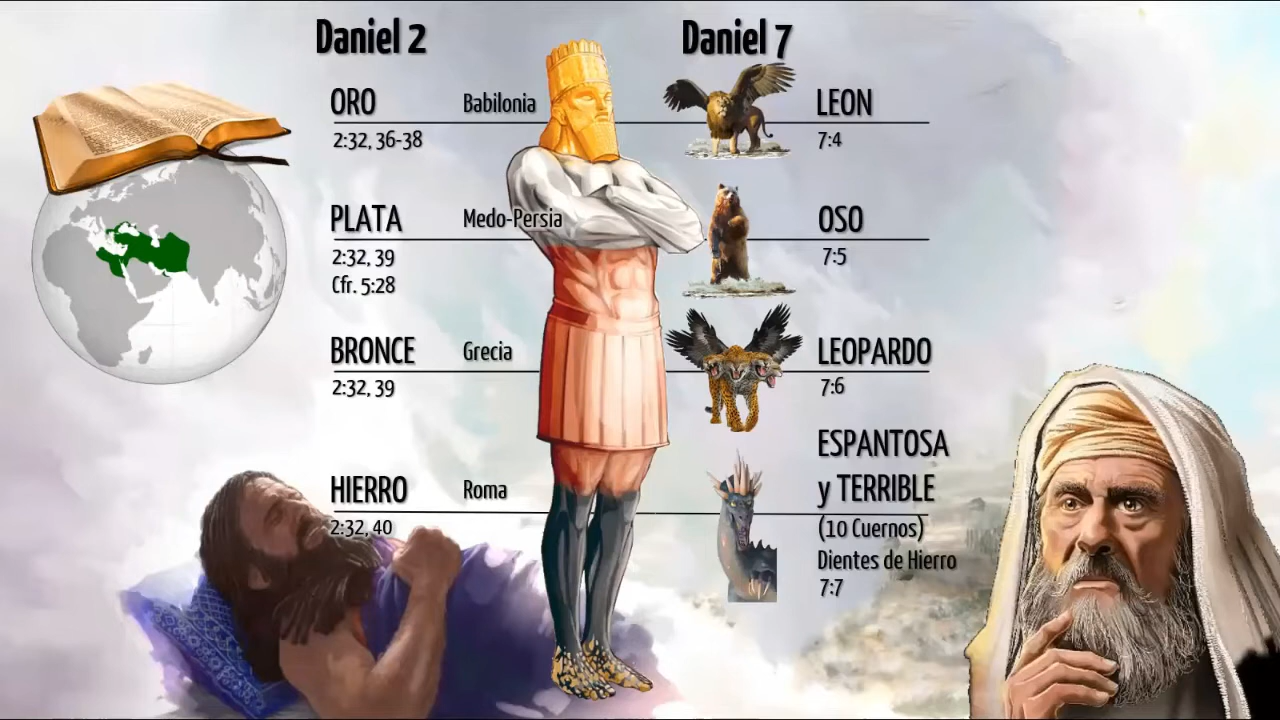 Daniel 2
Daniel 7
ORO
Babilonia
LEON
2:32, 36-38
7:4
PLATA
Medo-Persia
OSO
2:32, 39
7:5
Cfr. 5:28
BRONCE
Grecia
LEOPARDO
2:32, 39
7:6
ESPANTOSA
y TERRIBLE
HIERRO
Roma
2:32, 40
(10 Cuernos)
Dientes de Hierro
7:7